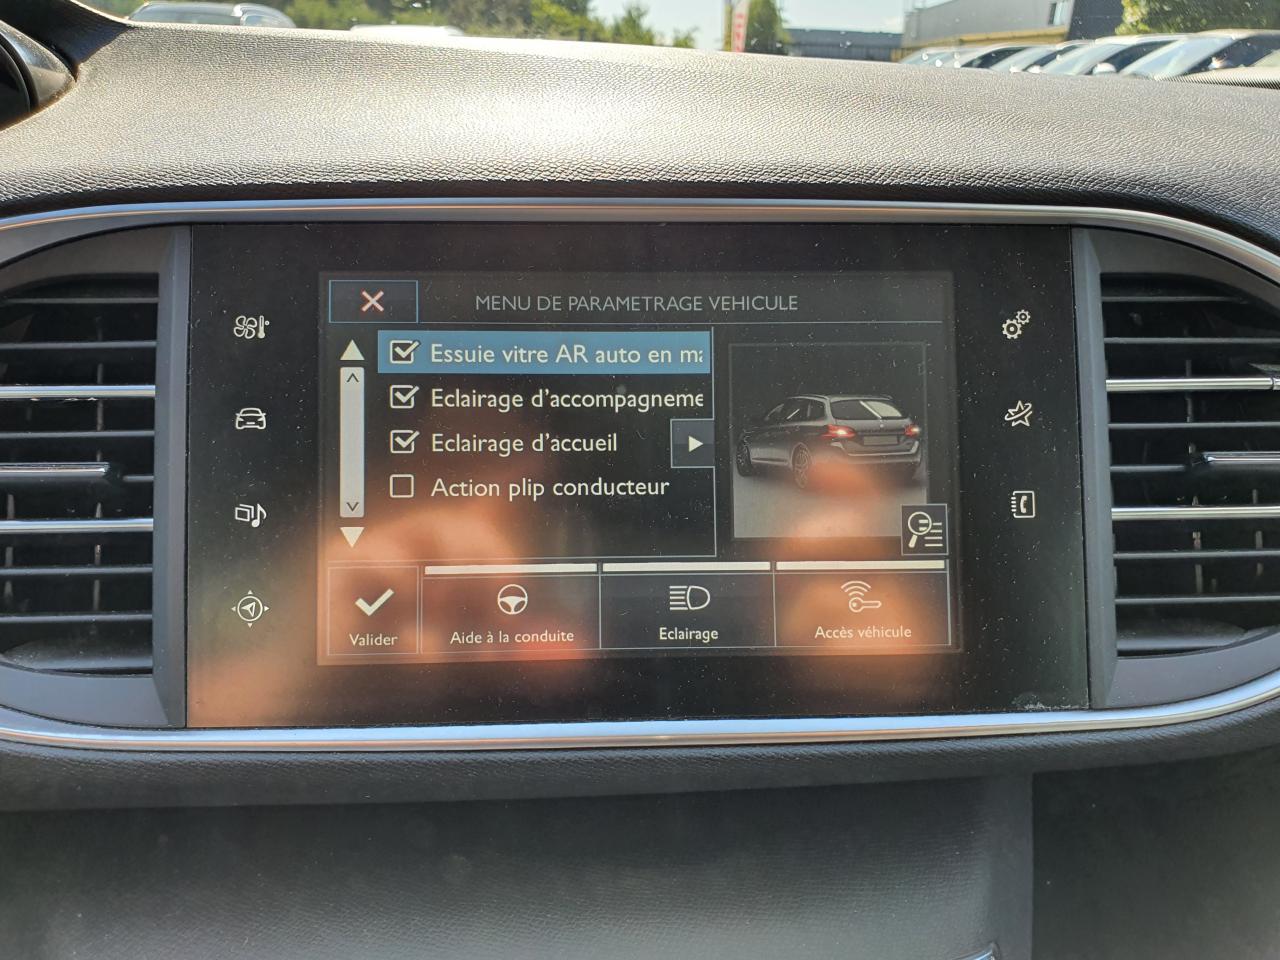 MENU DE PARAMETRAGE VEHICULE
Essuie vitre AR auto en ma
Eclairage d'accompagneme
Eclairage d'accueil
Action plip conducteur
Valider
Aide à la conduite
Eclairage
Accès véhicule